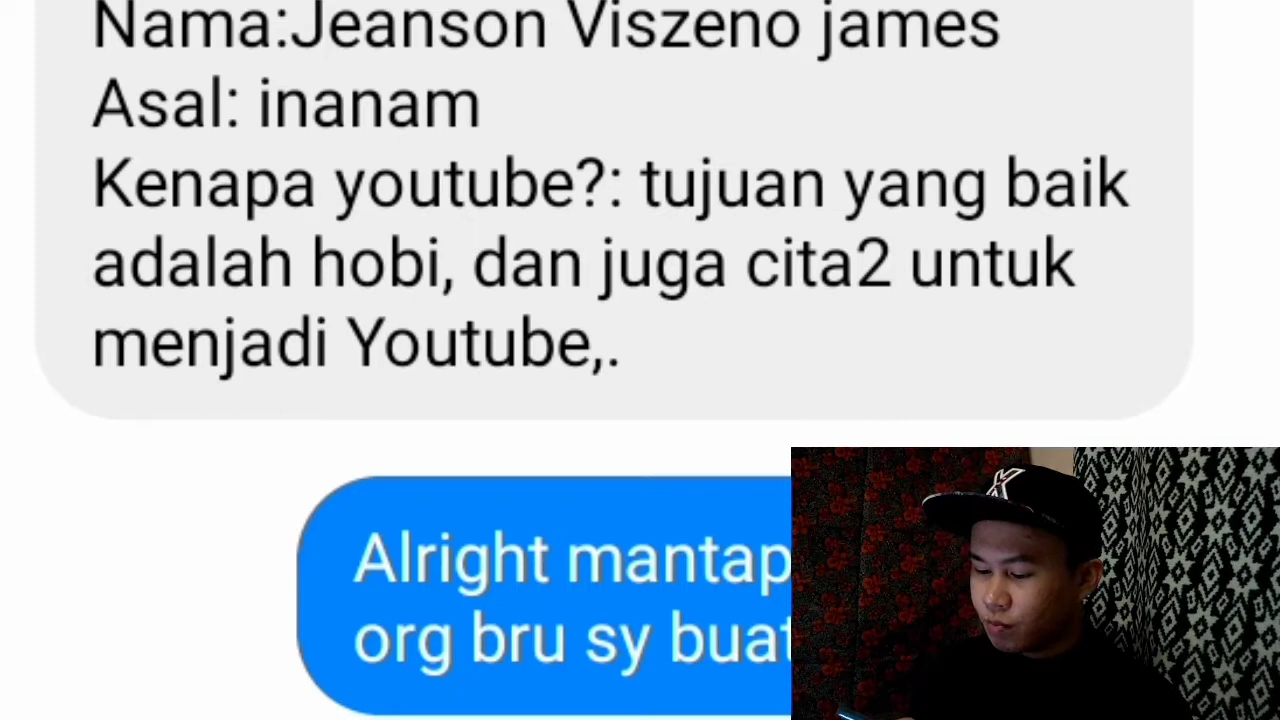 Nama:Jeanson Viszeno james
Asal: inanam
Kenapa youtube?: tujuan yang baik
adalah hobi, dan juga cita2 untuk
menjadi Youtube,.
Alright mantap
org bru sy buat